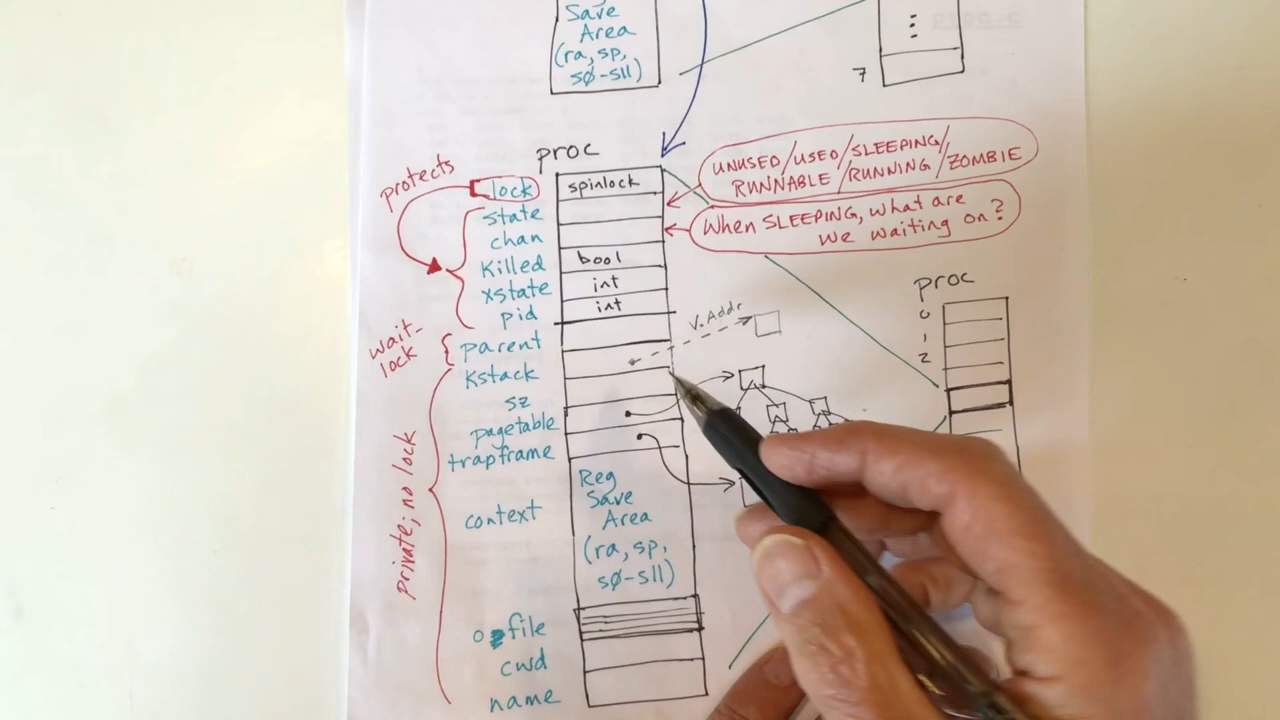 Save
Area
(ra, sp,
sø-s11)
7
proc
protects
lock
spinlock
state
chan
killed
bool
xstate
int
pid
int
UNUSED/USED/SLEEPING/
RUNNABLE/RUNNING/ZOMBIE
When SLEEPING, what are
we waiting on?
wait-
lock
parent
V. Addr
kstack
sz
pagetable
trapframe
private; no lock
context
Reg
Save
Area
(ra, sp,
sø-s11)
ofile
cwd
name
proc
0
1
2